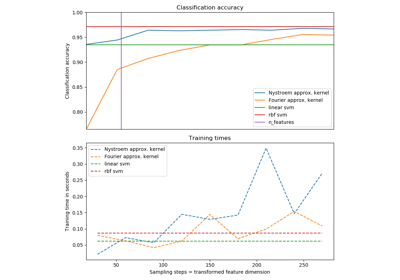 Classification accuracy
1.00
0.95
0.90
0.85
0.80
Classification accuracy
Nystroem approx. kernel
Fourier approx. kernel
linear svm
rbf svm
n_features
Training times
0.35
0.30
0.25
0.20
0.15
0.10
0.05
Training time in seconds
Nystroem approx. kernel
Fourier approx. kernel
linear svm
rbf svm
50
100
150
200
250
Sampling steps = transformed feature dimension